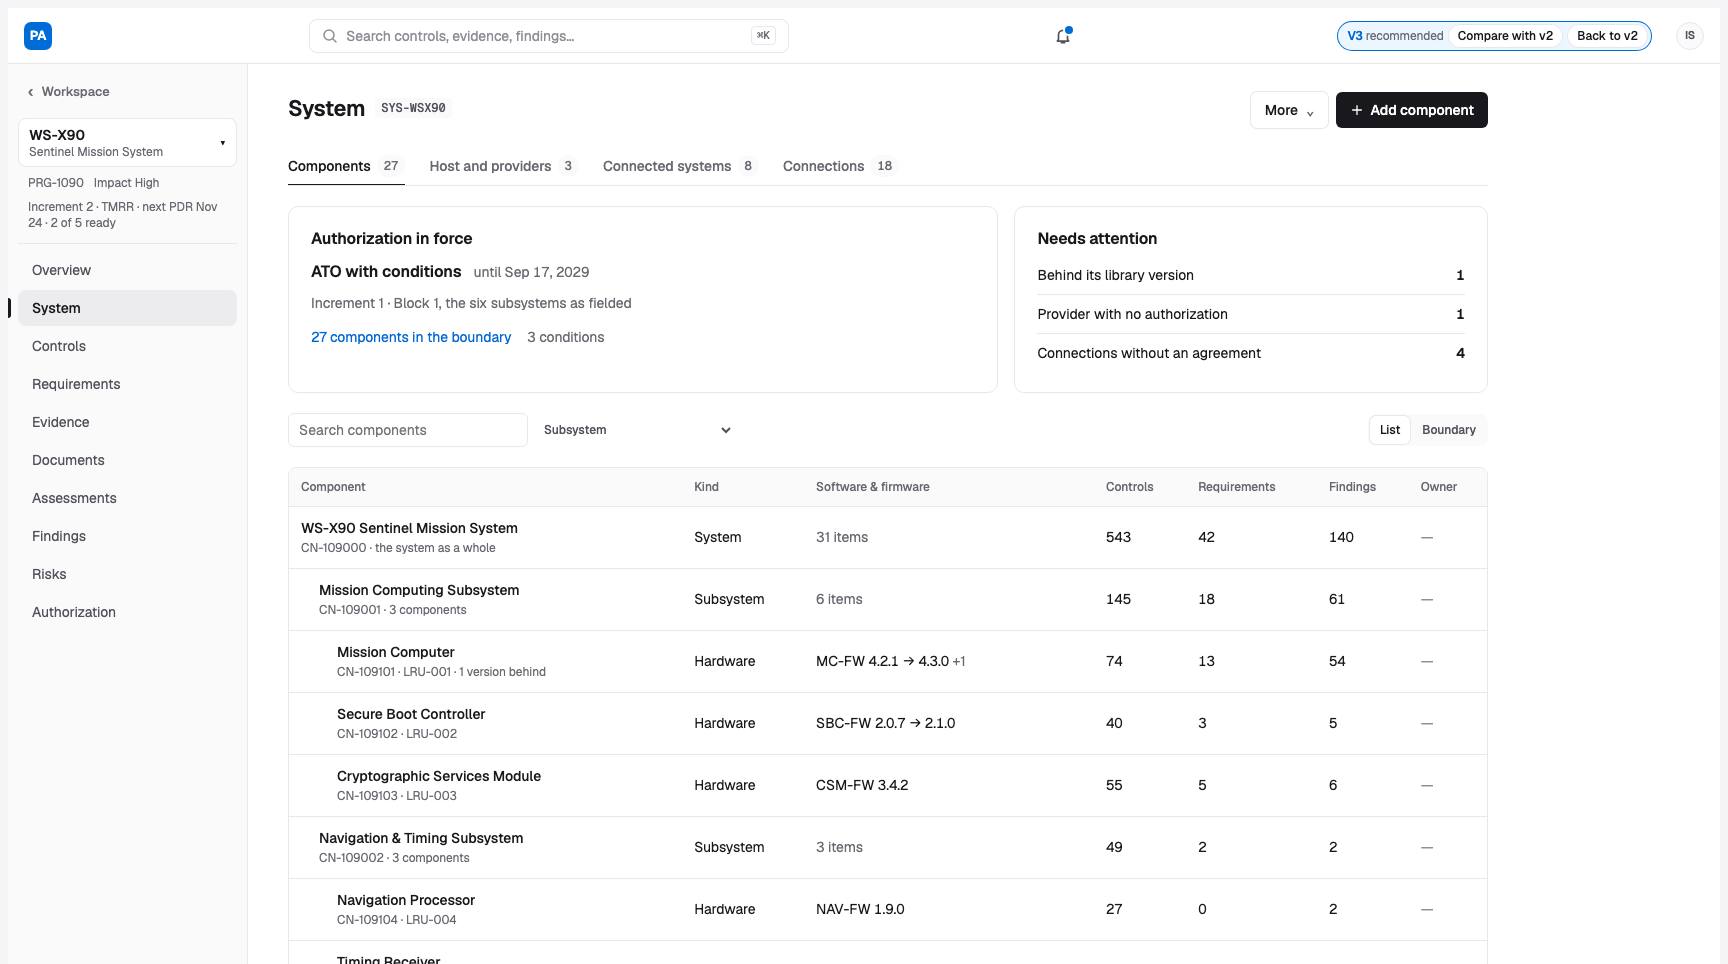 PA
Search controls, evidence, findings...
⌘K
V3 recommended
Compare with v2
Back to v2
IS
‹ Workspace
WS-X90
Sentinel Mission System
PRG-1090 Impact High
Increment 2 · TMRR · next PDR Nov
24 · 2 of 5 ready
Overview
System
Controls
Requirements
Evidence
Documents
Assessments
Findings
Risks
Authorization
System SYS-WSX90
More
+ Add component
Components 27
Host and providers 3
Connected systems 8
Connections 18
Authorization in force
ATO with conditions until Sep 17, 2029
Increment 1 · Block 1, the six subsystems as fielded
27 components in the boundary 3 conditions
Needs attention
Behind its library version 1
Provider with no authorization 1
Connections without an agreement 4
Search components
Subsystem
List
Boundary
Component Kind Software & firmware Controls Requirements Findings Owner
WS-X90 Sentinel Mission System
CN-109000 · the system as a whole
System 31 items 543 42 140 —
Mission Computing Subsystem
CN-109001 · 3 components
Subsystem 6 items 145 18 61 —
Mission Computer
CN-109101 · LRU-001 · 1 version behind
Hardware MC-FW 4.2.1 → 4.3.0 +1 74 13 54 —
Secure Boot Controller
CN-109102 · LRU-002
Hardware SBC-FW 2.0.7 → 2.1.0 40 3 5 —
Cryptographic Services Module
CN-109103 · LRU-003
Hardware CSM-FW 3.4.2 55 5 6 —
Navigation & Timing Subsystem
CN-109002 · 3 components
Subsystem 3 items 49 2 2 —
Navigation Processor
CN-109104 · LRU-004
Hardware NAV-FW 1.9.0 27 0 2 —
Timing Receiver